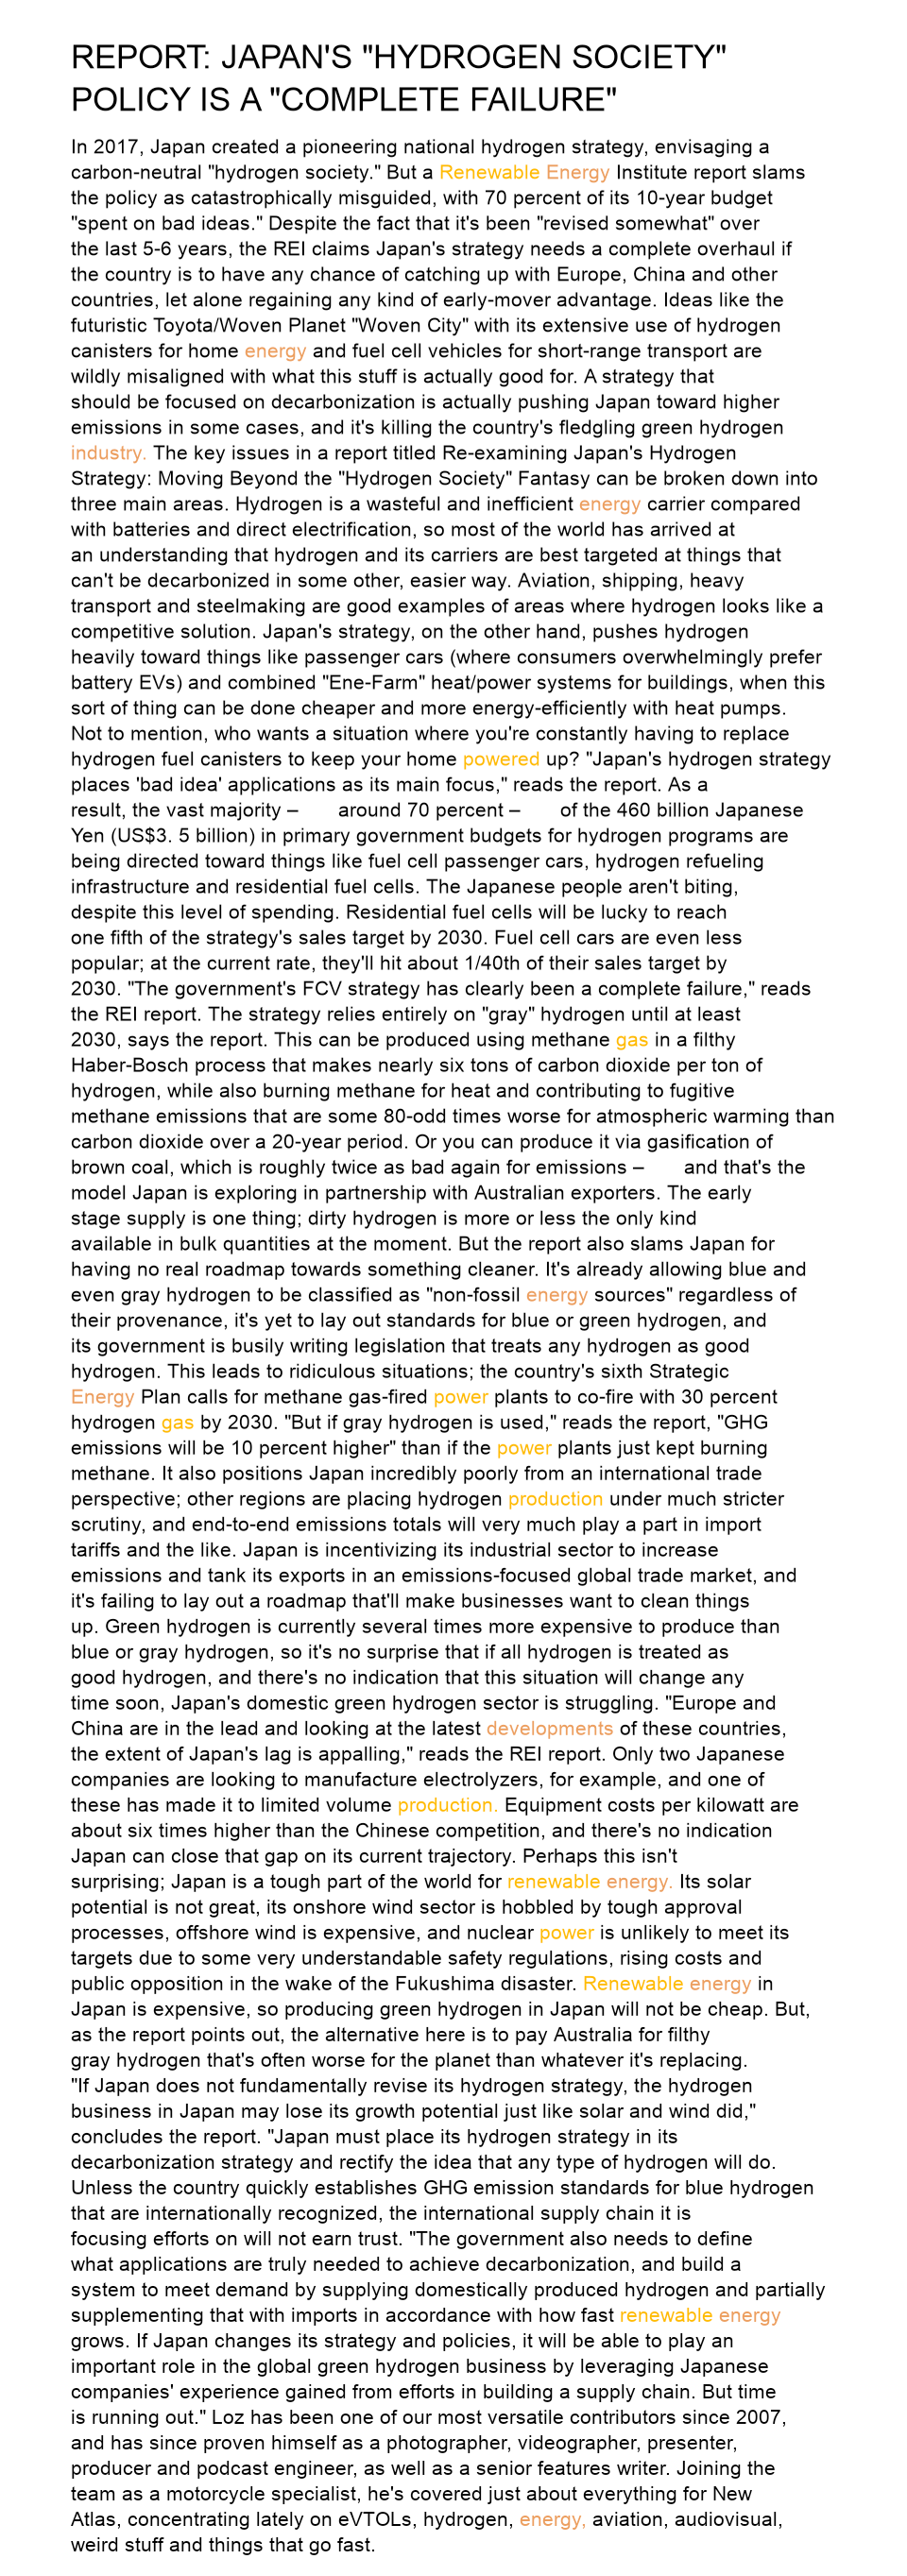 REPORT: JAPAN'S "HYDROGEN SOCIETY"
POLICY IS A "COMPLETE FAILURE"
In 2017, Japan created a pioneering national hydrogen strategy, envisaging a
carbon-neutral "hydrogen society." But a Renewable Energy Institute report slams
the policy as catastrophically misguided, with 70 percent of its 10-year budget
"spent on bad ideas." Despite the fact that it's been "revised somewhat" over
the last 5-6 years, the REI claims Japan's strategy needs a complete overhaul if
the country is to have any chance of catching up with Europe, China and other
countries, let alone regaining any kind of early-mover advantage. Ideas like the
futuristic Toyota/Woven Planet "Woven City" with its extensive use of hydrogen
canisters for home energy and fuel cell vehicles for short-range transport are
wildly misaligned with what this stuff is actually good for. A strategy that
should be focused on decarbonization is actually pushing Japan toward higher
emissions in some cases, and it's killing the country's fledgling green hydrogen
industry. The key issues in a report titled Re-examining Japan's Hydrogen
Strategy: Moving Beyond the "Hydrogen Society" Fantasy can be broken down into
three main areas. Hydrogen is a wasteful and inefficient energy carrier compared
with batteries and direct electrification, so most of the world has arrived at
an understanding that hydrogen and its carriers are best targeted at things that
can't be decarbonized in some other, easier way. Aviation, shipping, heavy
transport and steelmaking are good examples of areas where hydrogen looks like a
competitive solution. Japan's strategy, on the other hand, pushes hydrogen
heavily toward things like passenger cars (where consumers overwhelmingly prefer
battery EVs) and combined "Ene-Farm" heat/power systems for buildings, when this
sort of thing can be done cheaper and more energy-efficiently with heat pumps.
Not to mention, who wants a situation where you're constantly having to replace
hydrogen fuel canisters to keep your home powered up? "Japan's hydrogen strategy
places 'bad idea' applications as its main focus," reads the report. As a
result, the vast majority – around 70 percent – of the 460 billion Japanese
Yen (US$3. 5 billion) in primary government budgets for hydrogen programs are
being directed toward things like fuel cell passenger cars, hydrogen refueling
infrastructure and residential fuel cells. The Japanese people aren't biting,
despite this level of spending. Residential fuel cells will be lucky to reach
one fifth of the strategy's sales target by 2030. Fuel cell cars are even less
popular; at the current rate, they'll hit about 1/40th of their sales target by
2030. "The government's FCV strategy has clearly been a complete failure," reads
the REI report. The strategy relies entirely on "gray" hydrogen until at least
2030, says the report. This can be produced using methane gas in a filthy
Haber-Bosch process that makes nearly six tons of carbon dioxide per ton of
hydrogen, while also burning methane for heat and contributing to fugitive
methane emissions that are some 80-odd times worse for atmospheric warming than
carbon dioxide over a 20-year period. Or you can produce it via gasification of
brown coal, which is roughly twice as bad again for emissions – and that's the
model Japan is exploring in partnership with Australian exporters. The early
stage supply is one thing; dirty hydrogen is more or less the only kind
available in bulk quantities at the moment. But the report also slams Japan for
having no real roadmap towards something cleaner. It's already allowing blue and
even gray hydrogen to be classified as "non-fossil energy sources" regardless of
their provenance, it's yet to lay out standards for blue or green hydrogen, and
its government is busily writing legislation that treats any hydrogen as good
hydrogen. This leads to ridiculous situations; the country's sixth Strategic
Energy Plan calls for methane gas-fired power plants to co-fire with 30 percent
hydrogen gas by 2030. "But if gray hydrogen is used," reads the report, "GHG
emissions will be 10 percent higher" than if the power plants just kept burning
methane. It also positions Japan incredibly poorly from an international trade
perspective; other regions are placing hydrogen production under much stricter
scrutiny, and end-to-end emissions totals will very much play a part in import
tariffs and the like. Japan is incentivizing its industrial sector to increase
emissions and tank its exports in an emissions-focused global trade market, and
it's failing to lay out a roadmap that'll make businesses want to clean things
up. Green hydrogen is currently several times more expensive to produce than
blue or gray hydrogen, so it's no surprise that if all hydrogen is treated as
good hydrogen, and there's no indication that this situation will change any
time soon, Japan's domestic green hydrogen sector is struggling. "Europe and
China are in the lead and looking at the latest developments of these countries,
the extent of Japan's lag is appalling," reads the REI report. Only two Japanese
companies are looking to manufacture electrolyzers, for example, and one of
these has made it to limited volume production. Equipment costs per kilowatt are
about six times higher than the Chinese competition, and there's no indication
Japan can close that gap on its current trajectory. Perhaps this isn't
surprising; Japan is a tough part of the world for renewable energy. Its solar
potential is not great, its onshore wind sector is hobbled by tough approval
processes, offshore wind is expensive, and nuclear power is unlikely to meet its
targets due to some very understandable safety regulations, rising costs and
public opposition in the wake of the Fukushima disaster. Renewable energy in
Japan is expensive, so producing green hydrogen in Japan will not be cheap. But,
as the report points out, the alternative here is to pay Australia for filthy
gray hydrogen that's often worse for the planet than whatever it's replacing.
"If Japan does not fundamentally revise its hydrogen strategy, the hydrogen
business in Japan may lose its growth potential just like solar and wind did,"
concludes the report. "Japan must place its hydrogen strategy in its
decarbonization strategy and rectify the idea that any type of hydrogen will do.
Unless the country quickly establishes GHG emission standards for blue hydrogen
that are internationally recognized, the international supply chain it is
focusing efforts on will not earn trust. "The government also needs to define
what applications are truly needed to achieve decarbonization, and build a
system to meet demand by supplying domestically produced hydrogen and partially
supplementing that with imports in accordance with how fast renewable energy
grows. If Japan changes its strategy and policies, it will be able to play an
important role in the global green hydrogen business by leveraging Japanese
companies' experience gained from efforts in building a supply chain. But time
is running out." Loz has been one of our most versatile contributors since 2007,
and has since proven himself as a photographer, videographer, presenter,
producer and podcast engineer, as well as a senior features writer. Joining the
team as a motorcycle specialist, he's covered just about everything for New
Atlas, concentrating lately on eVTOLs, hydrogen, energy, aviation, audiovisual,
weird stuff and things that go fast.